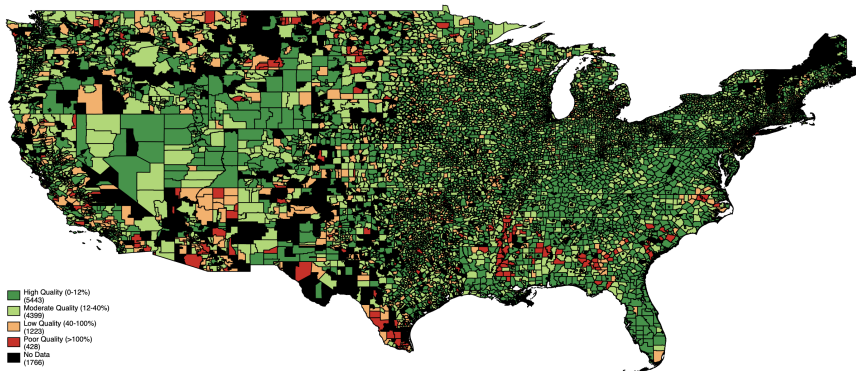 High Quality (0-12%)
(5443)
Moderate Quality (12-40%)
(4399)
Low Quality (40-100%)
(1223)
Poor Quality (>100%)
(428)
No Data
(1766)